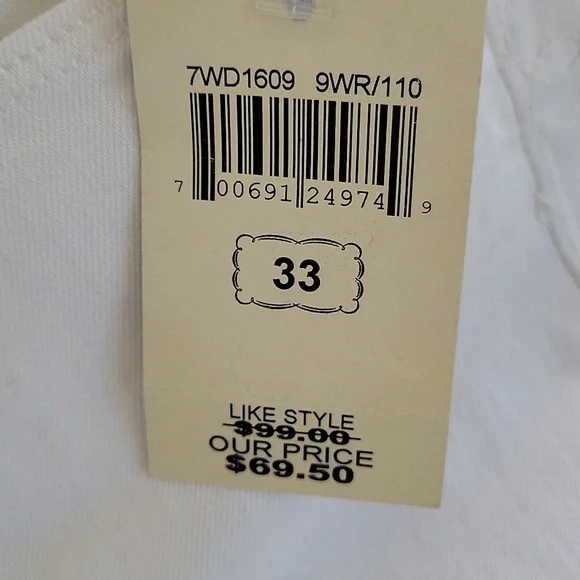 7WD1609 9WR/110
7 00691 24974 9
33
LIKE STYLE
$99.00
OUR PRICE
$69.50